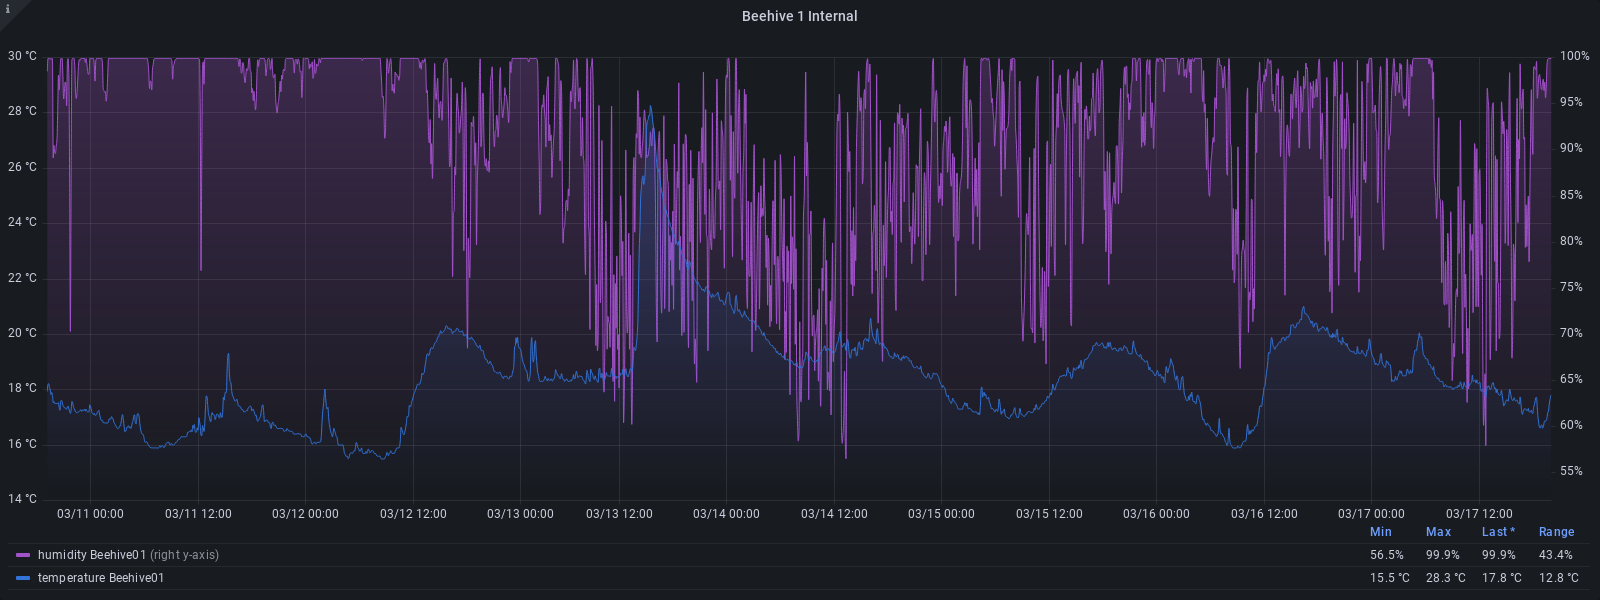 i
Beehive 1 Internal
30 °C 100%
28 °C 95%
26 °C 90%
24 °C 85%
22 °C 80%
20 °C 75%
18 °C 70%
16 °C 65%
14 °C 60%
55%
03/11 00:00 03/11 12:00 03/12 00:00 03/12 12:00 03/13 00:00 03/13 12:00 03/14 00:00 03/14 12:00 03/15 00:00 03/15 12:00 03/16 00:00 03/16 12:00 03/17 00:00 03/17 12:00
Min Max Last * Range
humidity Beehive01 (right y-axis) 56.5% 99.9% 99.9% 43.4%
temperature Beehive01 15.5 °C 28.3 °C 17.8 °C 12.8 °C